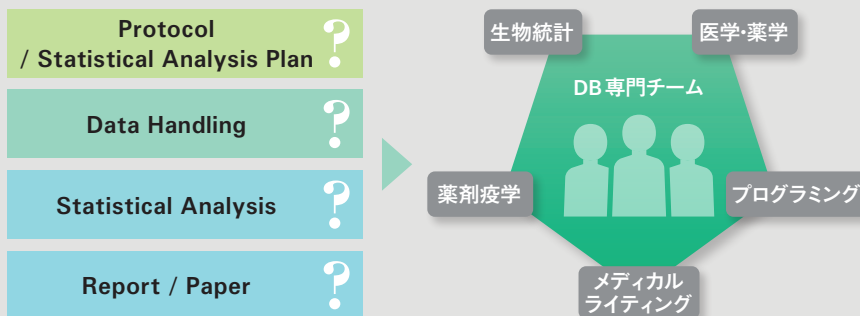 Protocol
/ Statistical Analysis Plan ?
Data Handling ?
Statistical Analysis ?
Report / Paper ?
生物統計
医学・薬学
DB専門チーム
薬剤疫学
プログラミング
メディカル
ライティング